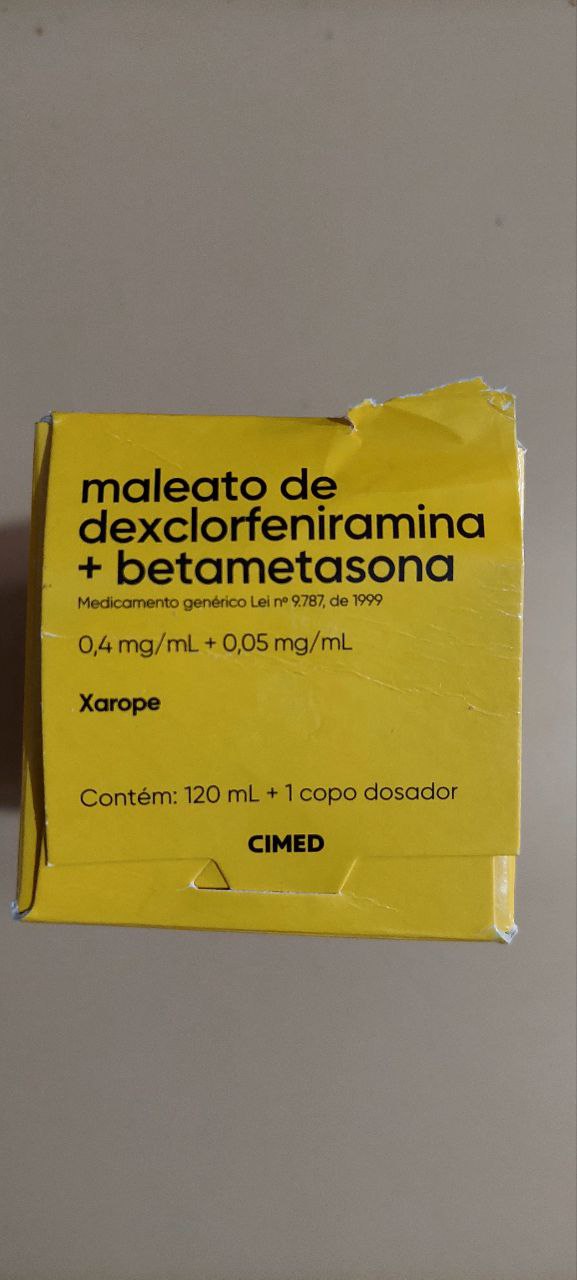 maleato de
dexclorfeniramina
+ betametasona
Medicamento genérico Lei nº 9.787, de 1999
0,4 mg/mL + 0,05 mg/mL
Xarope
Contém: 120 mL + 1 copo dosador
CIMED